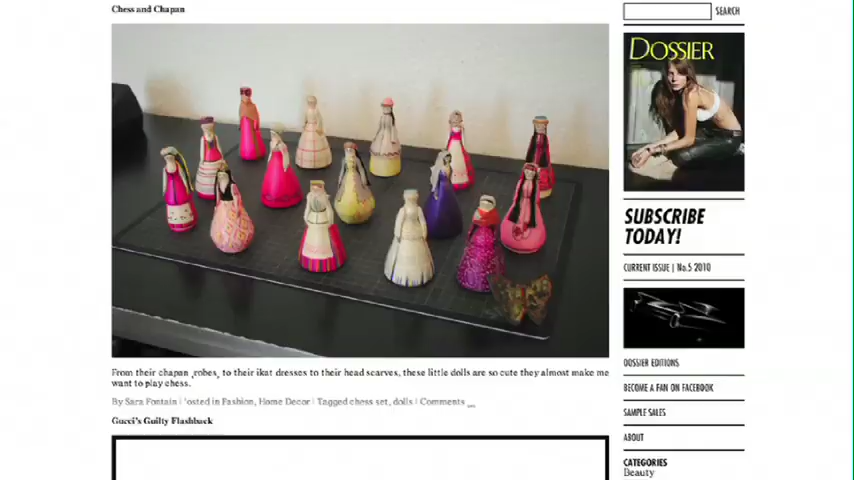 Chess and Chapan
From their chapan robes, to their ikat dresses to their head scarves, these little dolls are so cute they almost make me
want to play chess.
By Sara Fontain | Posted in Fashion, Home Decor | Tagged chess set, dolls | Comments
Gucci's Guilty Flashback
SEARCH
DOSSIER
SUBSCRIBE
TODAY!
CURRENT ISSUE | No.5 2010
DOSSIER EDITIONS
BECOME A FAN ON FACEBOOK
SAMPLE SALES
ABOUT
CATEGORIES
Beauty